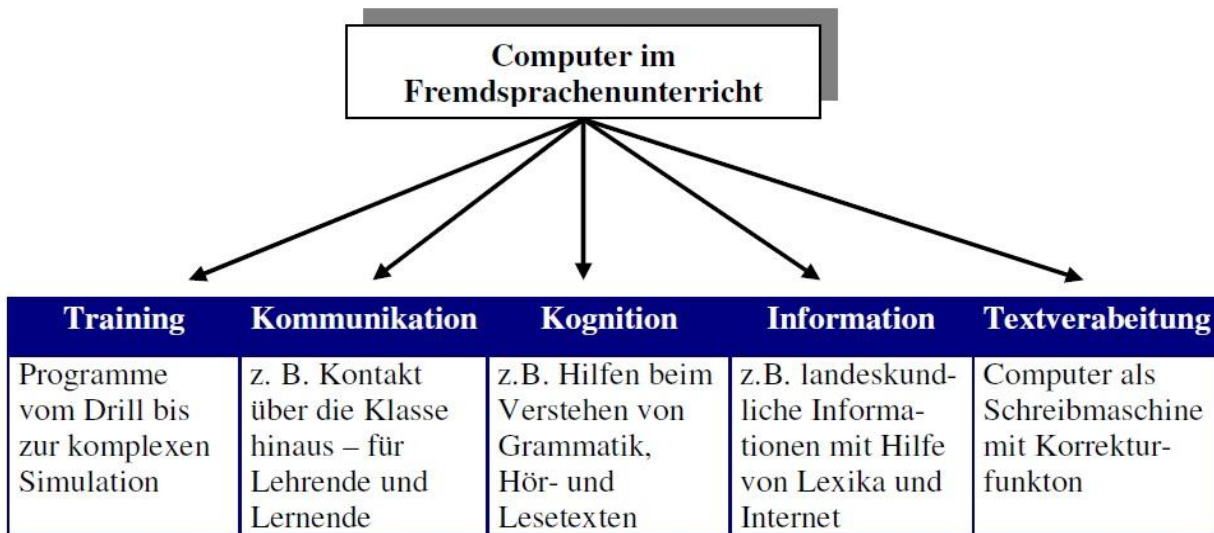 Computer im
Fremdsprachenunterricht
Training
Kommunikation
Kognition
Information
Textverabeitung
Programme
vom Drill bis
zur komplexen
Simulation
z. B. Kontakt
über die Klasse
hinaus – für
Lehrende und
Lernende
z.B. Hilfen beim
Verstehen von
Grammatik,
Hör- und
Lesetexten
z.B. landeskund-
liche Informa-
tionen mit Hilfe
von Lexika und
Internet
Computer als
Schreibmaschine
mit Korrektur-
funkton